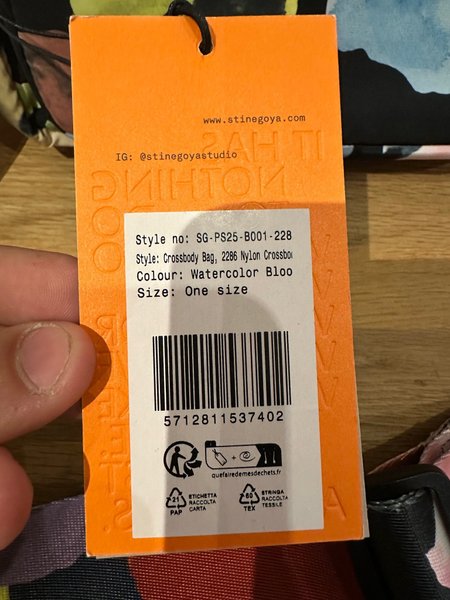 www.stinegoya.com
IG: @stinegoyastudio
IT HAS
NOTHING
Style no: SG-PS25-B001-228
Style: Crossbody Bag, 2286 Nylon Crossbo
Colour: Watercolor Bloo
Size: One size
5712811537402
+
quefairedemesdechets.fr
21
PAP
ETICHETTA
RACCOLTA
CARTA
60
TEX
STRINGA
RACCOLTA
TESSILE